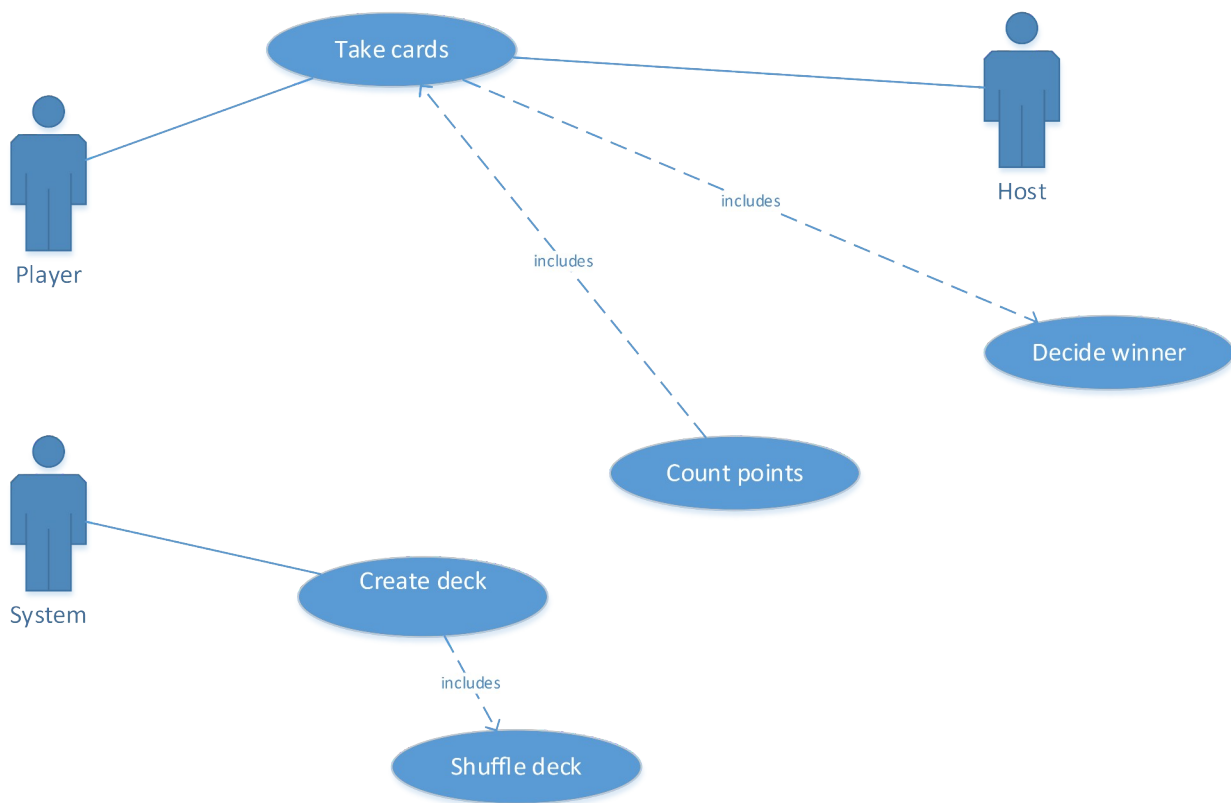 Take cards
Host
includes
includes
Player
Decide winner
Count points
Create deck
System
includes
Shuffle deck